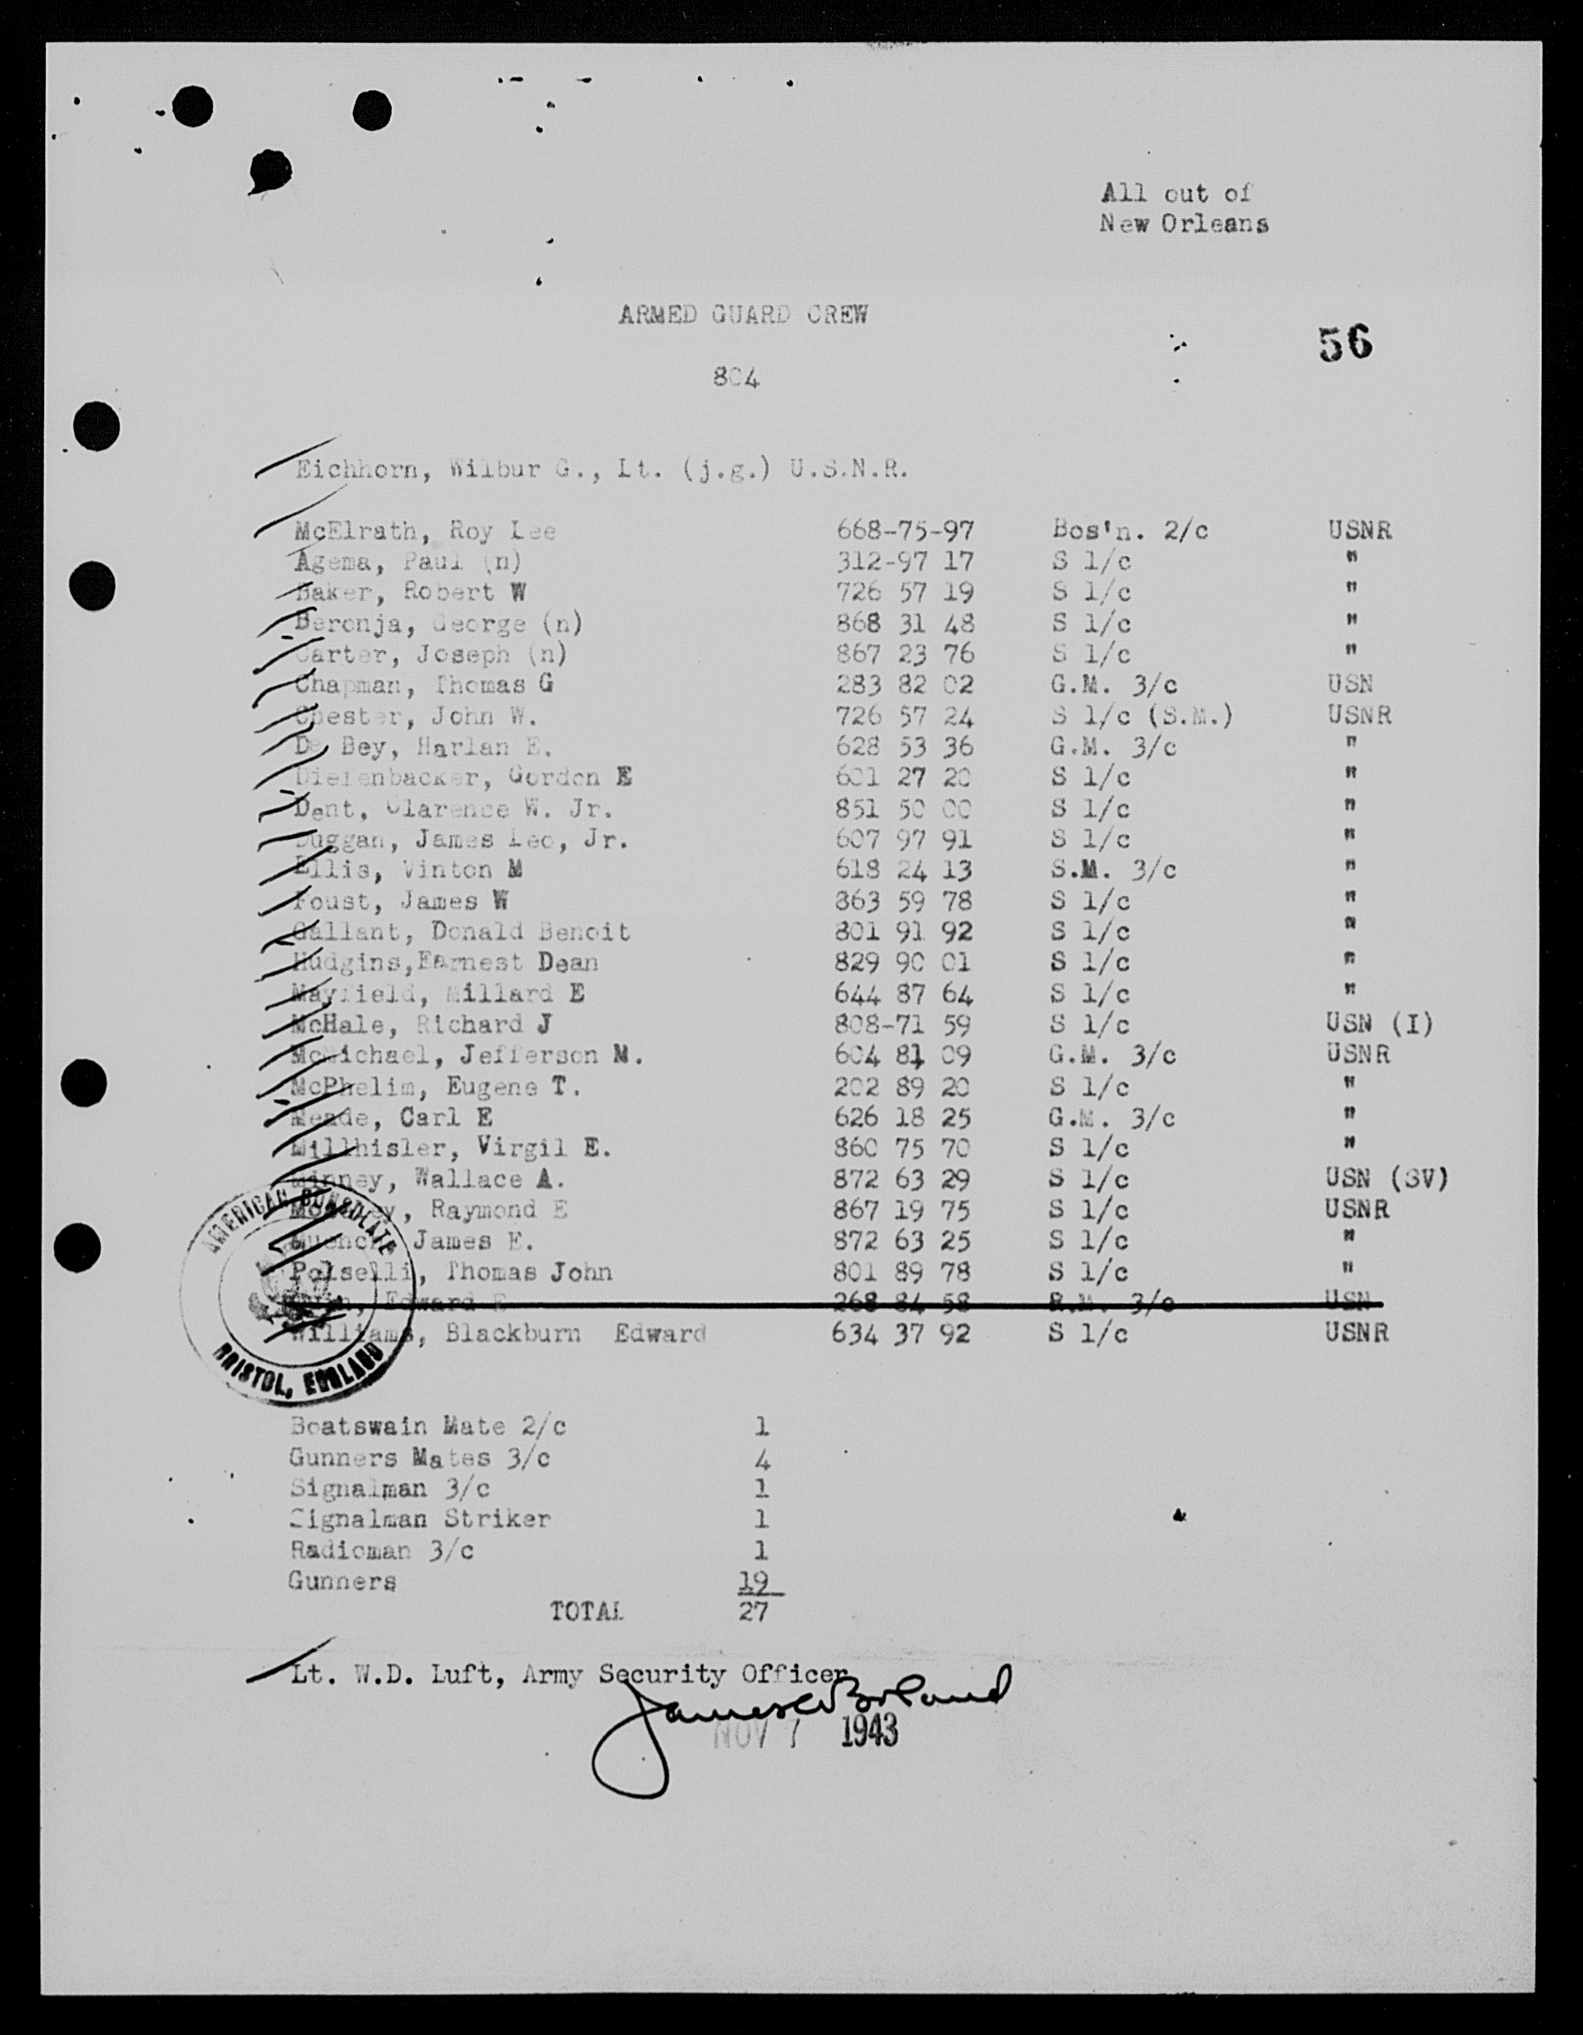 All out of
New Orleans
ARMED GUARD CREW
56
804
Eichhorn, Wilbur G., Lt. (j.g.) U.S.N.R.
McElrath, Roy Lee 668-75-97 Bos'n. 2/c USNR
Agema, Paul (n) 312-97 17 S 1/c "
Baker, Robert W 726 57 19 S 1/c "
Beronja, George (n) 868 31 48 S 1/c "
Carter, Joseph (n) 867 23 76 S 1/c "
Chapman, Thomas G 283 82 02 G.M. 3/c USN
Chester, John W. 726 57 24 S 1/c (S.M.) USNR
De Bey, Harlan E. 628 53 36 G.M. 3/c "
Diefenbacker, Gordon E 601 27 20 S 1/c "
Dent, Clarence W. Jr. 851 50 00 S 1/c "
Duggan, James Leo, Jr. 607 97 91 S 1/c "
Ellis, Vinton M 618 24 13 S.M. 3/c "
Foust, James W 863 59 78 S 1/c "
Gallant, Donald Benoit 801 91 92 S 1/c "
Hudgins,Earnest Dean 829 90 01 S 1/c "
Mayfield, Millard E 644 87 64 S 1/c "
McHale, Richard J 808-71 59 S 1/c USN (I)
McMichael, Jefferson M. 604 81 09 G.M. 3/c USNR
McPhelim, Eugene T. 202 89 20 S 1/c "
Meade, Carl E 626 18 25 G.M. 3/c "
Millhisler, Virgil E. 860 75 70 S 1/c "
Minney, Wallace A. 872 63 29 S 1/c USN (SV)
Raymond E 867 19 75 S 1/c USNR
Muench, James E. 872 63 25 S 1/c "
Polselli, Thomas John 801 89 78 S 1/c "
Edward E 268 84 58 R.M. 3/c USN
Williams, Blackburn Edward 634 37 92 S 1/c USNR
AMERICAN CONSULATE
BRISTOL, ENGLAND
Boatswain Mate 2/c 1
Gunners Mates 3/c 4
Signalman 3/c 1
Signalman Striker 1
Radioman 3/c 1
Gunners 19
TOTAL 27
Lt. W.D. Luft, Army Security Officer
James W Boland
NOV 7 1943